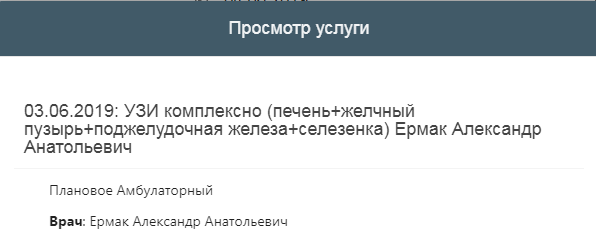 Просмотр услуги
03.06.2019: УЗИ комплексно (печень+желчный
пузырь+поджелудочная железа+селезенка) Ермак Александр
Анатольевич
Плановое Амбулаторный
Врач: Ермак Александр Анатольевич